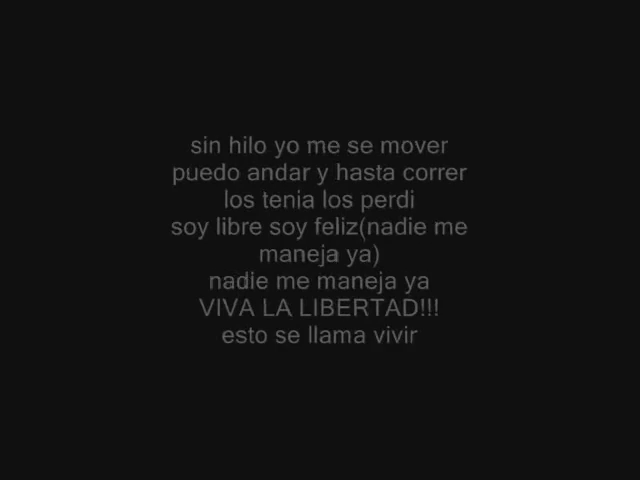 sin hilo yo me se mover
puedo andar y hasta correr
los tenia los perdi
soy libre soy feliz(nadie me
maneja ya)
nadie me maneja ya
VIVA LA LIBERTAD!!!
esto se llama vivir